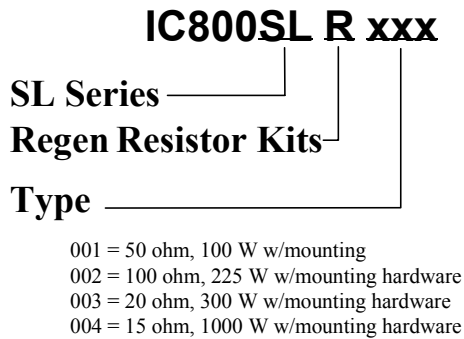 IC800SL R xxx
SL Series
Regen Resistor Kits
Type
001 = 50 ohm, 100 W w/mounting
002 = 100 ohm, 225 W w/mounting hardware
003 = 20 ohm, 300 W w/mounting hardware
004 = 15 ohm, 1000 W w/mounting hardware